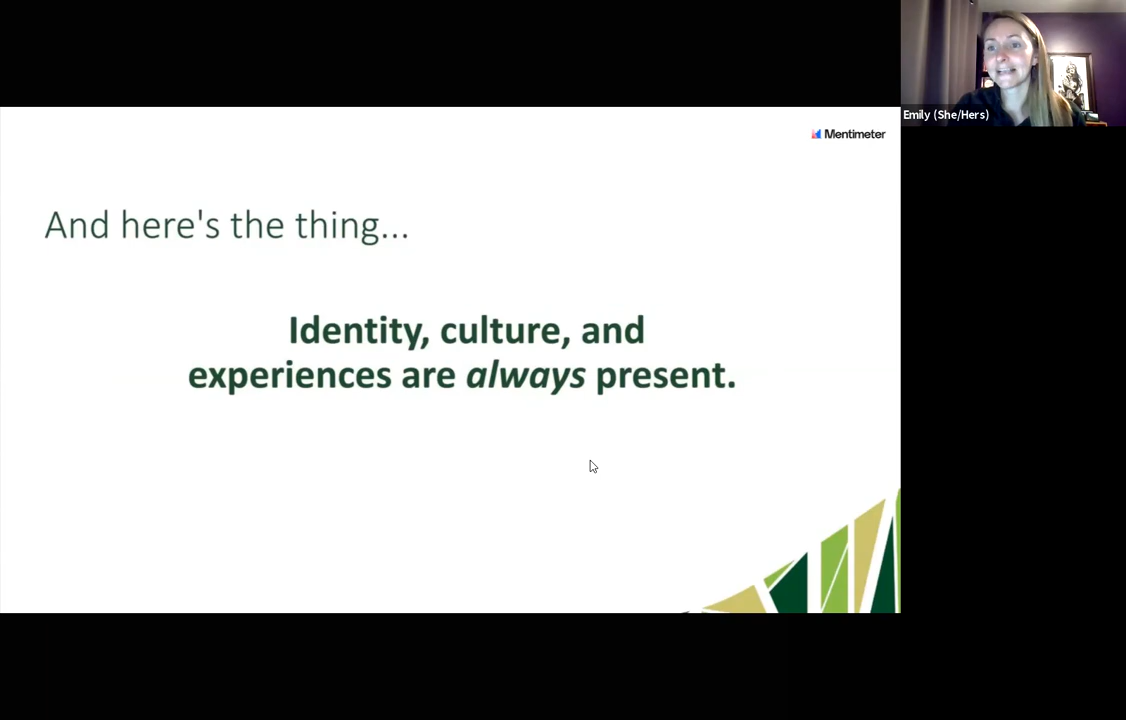 Emily (She/Hers)
Mentimeter
And here's the thing...
Identity, culture, and
experiences are always present.